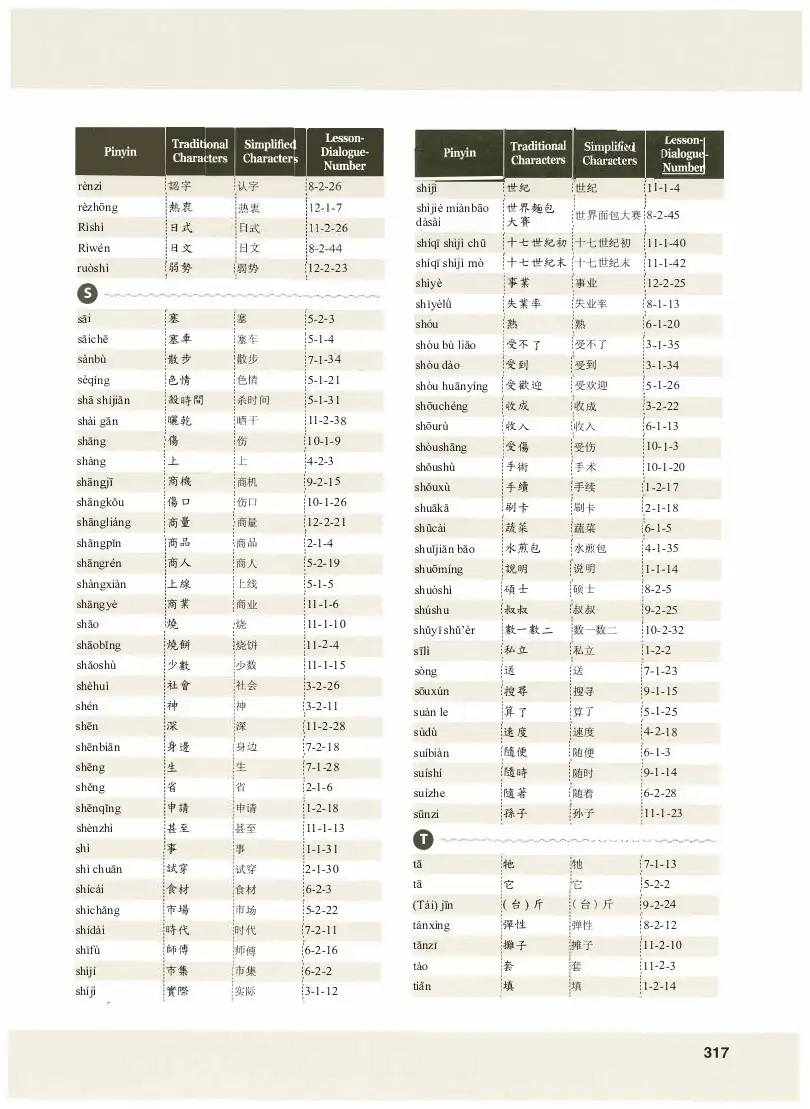 Pinyin Traditional Characters Simplified Characters Lesson-Dialogue-Number
rènzi 認字 认字 8-2-26
rèzhōng 熱衷 热衷 12-1-7
Rìshì 日式 日式 11-2-26
Rìwén 日文 日文 8-2-44
ruòshì 弱勢 弱势 12-2-23
S
sāi 塞 塞 5-2-3
sāichē 塞車 塞车 5-1-4
sànbù 散步 散步 7-1-34
sèqíng 色情 色情 5-1-21
shā shíjiān 殺時間 杀时间 5-1-31
shài gān 曬乾 晒干 11-2-38
shāng 傷 伤 10-1-9
shàng 上 上 4-2-3
shāngjī 商機 商机 9-2-15
shāngkǒu 傷口 伤口 10-1-26
shāngliáng 商量 商量 12-2-21
shāngpǐn 商品 商品 2-1-4
shāngrén 商人 商人 5-2-19
shàngxiàn 上線 上线 5-1-5
shāngyè 商業 商业 11-1-6
shāo 燒 烧 11-1-10
shāobǐng 燒餅 烧饼 11-2-4
shǎoshù 少數 少数 11-1-15
shèhuì 社會 社会 3-2-26
shén 神 神 3-2-11
shēn 深 深 11-2-28
shēnbiān 身邊 身边 7-2-18
shēng 生 生 7-1-28
shěng 省 省 2-1-6
shēnqǐng 申請 申请 1-2-18
shènzhì 甚至 甚至 11-1-13
shì 事 事 1-1-31
shì chuān 試穿 试穿 2-1-30
shícái 食材 食材 6-2-3
shìchǎng 市場 市场 5-2-22
shídài 時代 时代 7-2-11
shīfù 師傅 师傅 6-2-16
shìjí 市集 市集 6-2-2
shíjì 實際 实际 3-1-12
Pinyin Traditional Characters Simplified Characters Lesson-Dialogue-Number
shìjì 世紀 世纪 11-1-4
shìjiè miànbāo dàsài 世界麵包大賽 世界面包大赛 8-2-45
shíqī shìjì chū 十七世紀初 十七世纪初 11-1-40
shíqī shìjì mò 十七世紀末 十七世纪末 11-1-42
shìyè 事業 事业 12-2-25
shīyèlǜ 失業率 失业率 8-1-13
shóu 熟 熟 6-1-20
shòu bù liǎo 受不了 受不了 3-1-35
shòu dào 受到 受到 3-1-34
shòu huānyíng 受歡迎 受欢迎 5-1-26
shōuchéng 收成 收成 3-2-22
shōurù 收入 收入 6-1-13
shòushāng 受傷 受伤 10-1-3
shǒushù 手術 手术 10-1-20
shǒuxù 手續 手续 1-2-17
shuākǎ 刷卡 刷卡 2-1-18
shūcài 蔬菜 蔬菜 6-1-5
shuǐjiān bāo 水煎包 水煎包 4-1-35
shuōmíng 說明 说明 1-1-14
shuòshì 碩士 硕士 8-2-5
shúshu 叔叔 叔叔 9-2-25
shǔyī shǔ'èr 數一數二 数一数二 10-2-32
sīlì 私立 私立 1-2-2
sòng 送 送 7-1-23
sōuxún 搜尋 搜寻 9-1-15
suàn le 算了 算了 5-1-25
sùdù 速度 速度 4-2-18
suíbiàn 隨便 随便 6-1-3
suíshí 隨時 随时 9-1-14
suízhe 隨著 随着 6-2-28
sūnzi 孫子 孙子 11-1-23
T
tā 牠 牠 7-1-13
tā 它 它 5-2-2
(Tái) jīn (台)斤 (台)斤 9-2-24
tánxìng 彈性 弹性 8-2-12
tānzi 攤子 摊子 11-2-10
tào 套 套 11-2-3
tián 填 填 1-2-14
317